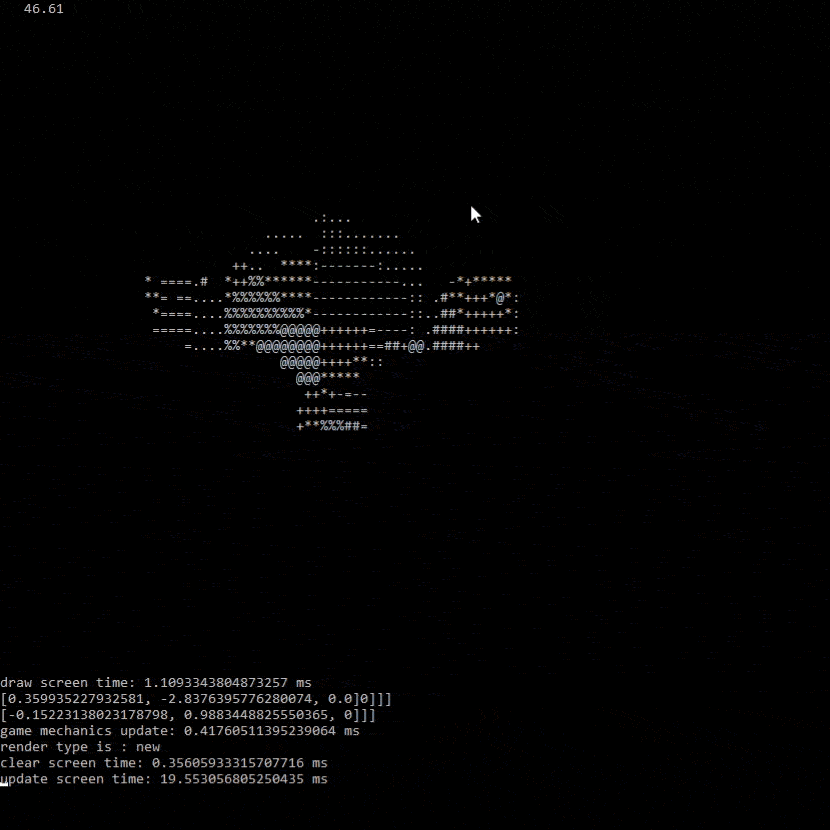 46.61
.:...
.....  :::.......
....    -::::::......
++..  ****:-------:.....
* ====.#  *++%%******-----------...   -*+*****
**= ==....*%%%%%%****------------:: .#**+++*@*:
*====....%%%%%%%%%%*------------::..##*+++++*:
=====....%%%%%%%@@@@@++++++=----: .####++++++:
=....%%**@@@@@@@@++++++==##+@@.####++
@@@@@++++**::
@@@*****
++*+-=--
++++=====
+**%%%##=
draw screen time: 1.1093343804873257 ms
[0.359935227932581, -2.8376395776280074, 0.0]0]]]
[-0.15223138023178798, 0.9883448825550365, 0]]]
game mechanics update: 0.41760511395239064 ms
render type is : new
clear screen time: 0.35605933315707716 ms
update screen time: 19.553056805250435 ms